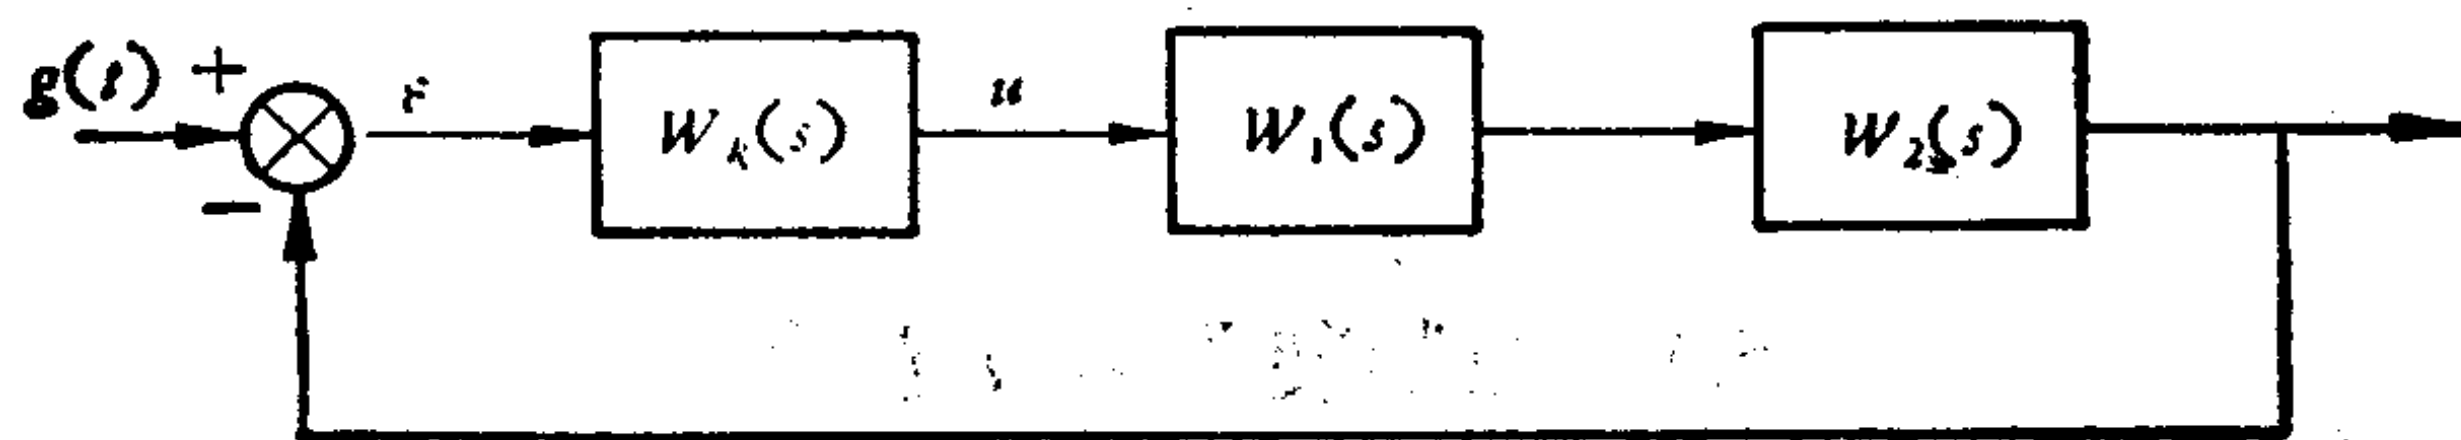 g(t) + ε W_k(s) u W_1(s) W_2(s)
−